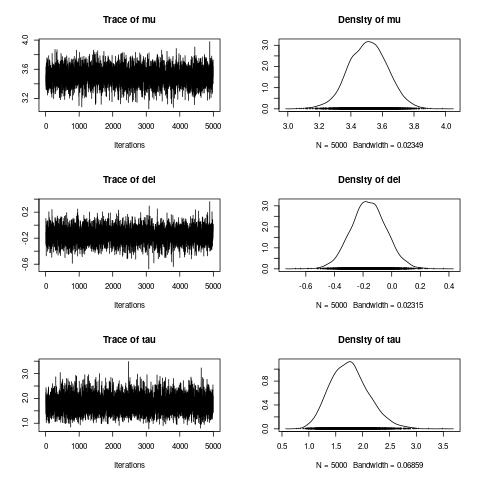 Trace of mu
4.0
3.6
3.2
0 1000 2000 3000 4000 5000
Iterations
Density of mu
3.0
2.0
1.0
0.0
3.0 3.2 3.4 3.6 3.8 4.0
N = 5000 Bandwidth = 0.02349
Trace of del
0.2
-0.2
-0.6
0 1000 2000 3000 4000 5000
Iterations
Density of del
3.0
2.0
1.0
0.0
-0.6 -0.4 -0.2 0.0 0.2 0.4
N = 5000 Bandwidth = 0.02315
Trace of tau
3.0
2.0
1.0
0 1000 2000 3000 4000 5000
Iterations
Density of tau
0.8
0.4
0.0
0.5 1.0 1.5 2.0 2.5 3.0 3.5
N = 5000 Bandwidth = 0.06859